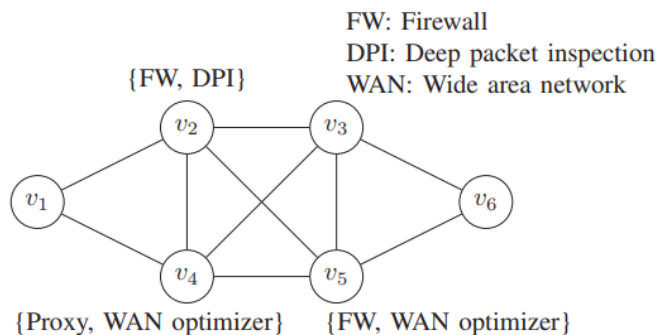 FW: Firewall
DPI: Deep packet inspection
WAN: Wide area network
{FW, DPI}
v2
v3
v1
v6
v4
v5
{Proxy, WAN optimizer}
{FW, WAN optimizer}